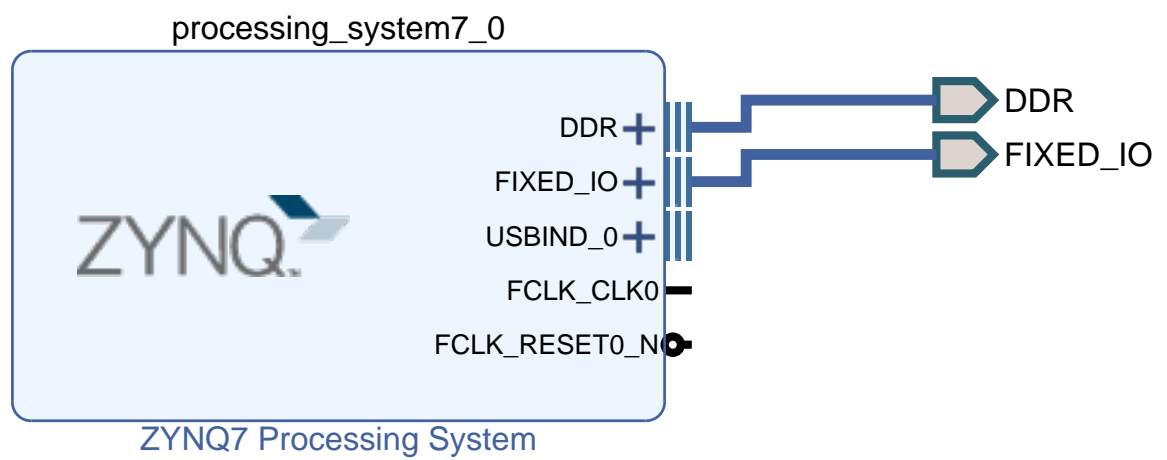 processing_system7_0
DDR
FIXED_IO
USBIND_0
FCLK_CLK0
FCLK_RESET0_N
ZYNQ
ZYNQ7 Processing System
DDR
FIXED_IO